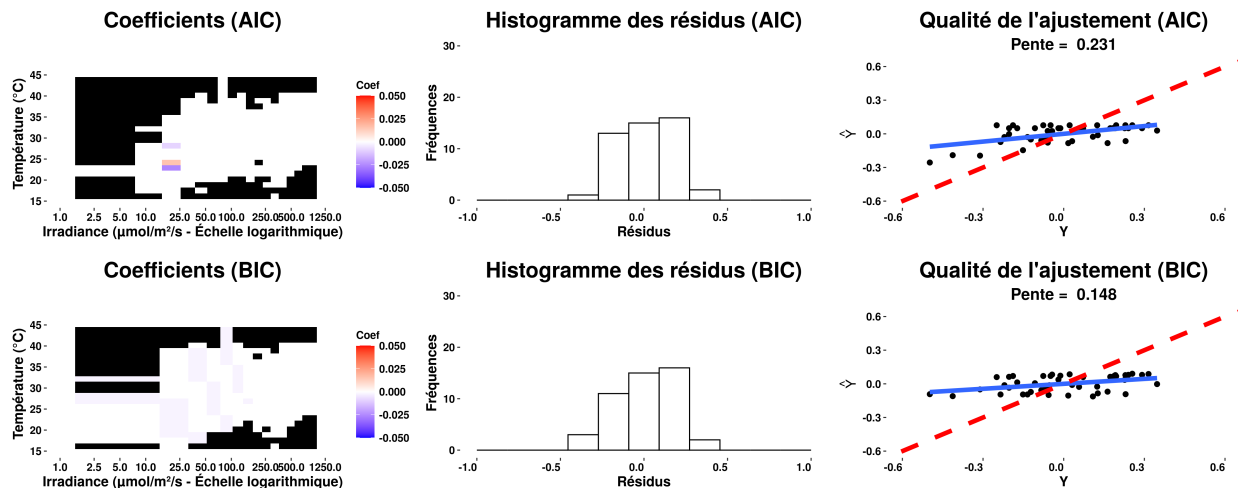 Coefficients (AIC)
Histogramme des résidus (AIC)
Qualité de l'ajustement (AIC)
Pente = 0.231
Température (°C)
45
40
35
30
25
20
15
1.0 2.5 5.0 10.0 25.0 50.0 100.0 250.0 500.0 1250.0
Irradiance (µmol/m²/s - Échelle logarithmique)
Coef
0.050
0.025
0.000
-0.025
-0.050
Fréquences
30
20
10
0
-1.0 -0.5 0.0 0.5 1.0
Résidus
Ŷ
0.6
0.3
0.0
-0.3
-0.6
-0.6 -0.3 0.0 0.3 0.6
Y
Coefficients (BIC)
Histogramme des résidus (BIC)
Qualité de l'ajustement (BIC)
Pente = 0.148
Température (°C)
45
40
35
30
25
20
15
1.0 2.5 5.0 10.0 25.0 50.0 100.0 250.0 500.0 1250.0
Irradiance (µmol/m²/s - Échelle logarithmique)
Coef
0.050
0.025
0.000
-0.025
-0.050
Fréquences
30
20
10
0
-1.0 -0.5 0.0 0.5 1.0
Résidus
Ŷ
0.6
0.3
0.0
-0.3
-0.6
-0.6 -0.3 0.0 0.3 0.6
Y